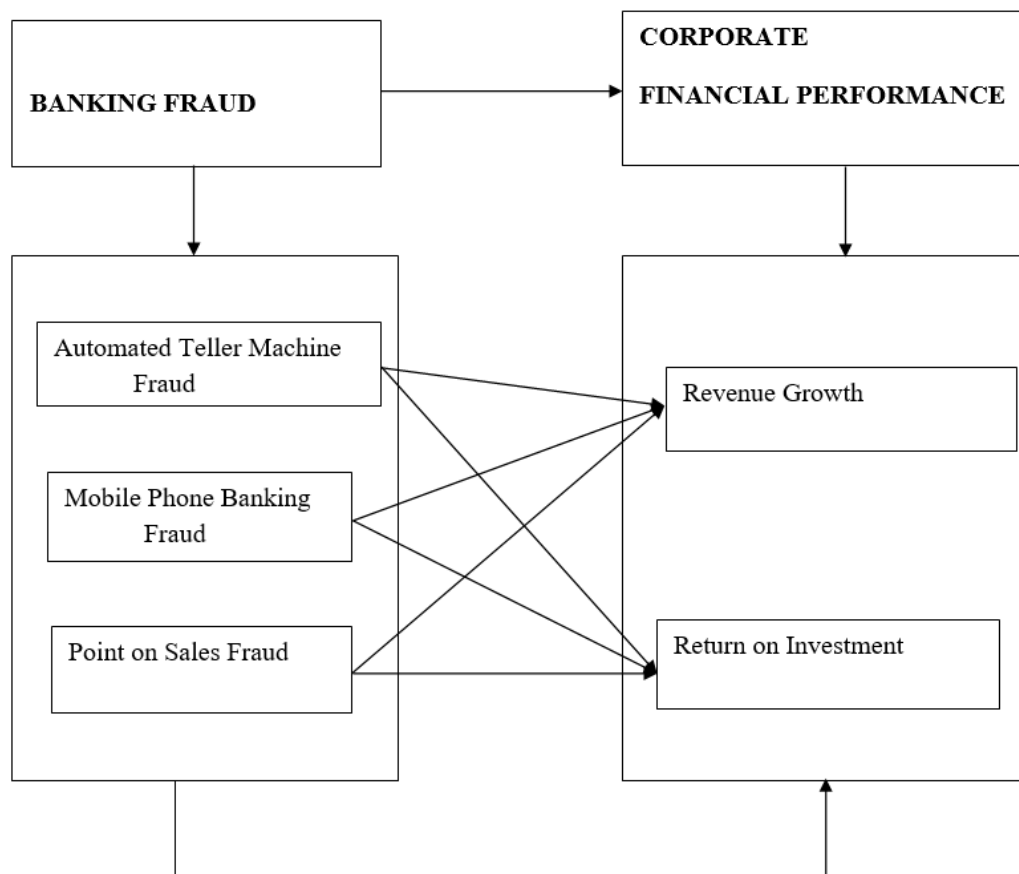 BANKING FRAUD
CORPORATE
FINANCIAL PERFORMANCE
Automated Teller Machine
Fraud
Mobile Phone Banking
Fraud
Point on Sales Fraud
Revenue Growth
Return on Investment